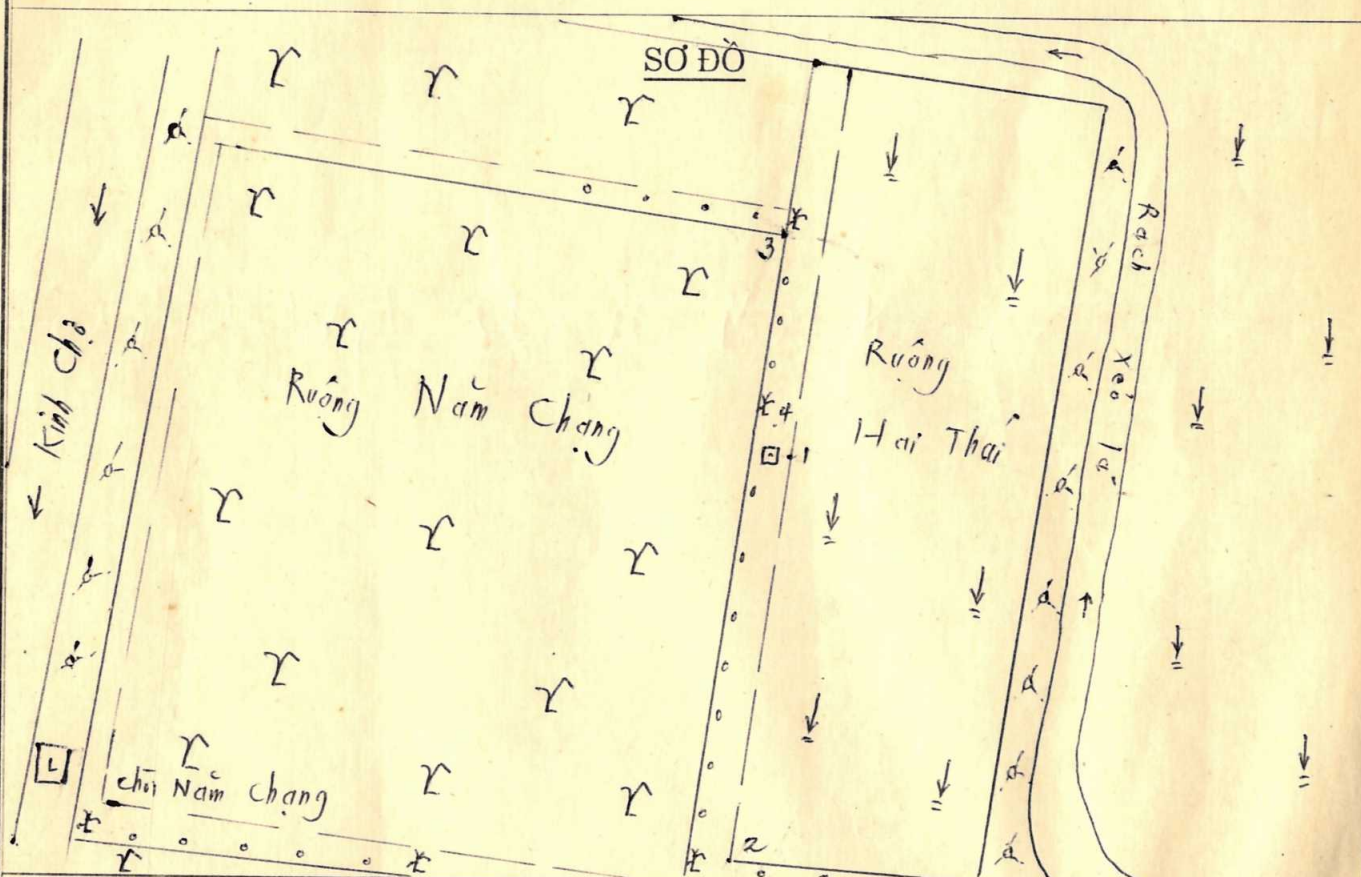 SƠ ĐỒ
Kinh Chợ
3
Ruộng Năm Chạng
4
1
Ruộng
Hai Thái
Rạch Xẻo lá
L
chòi Năm Chạng
2